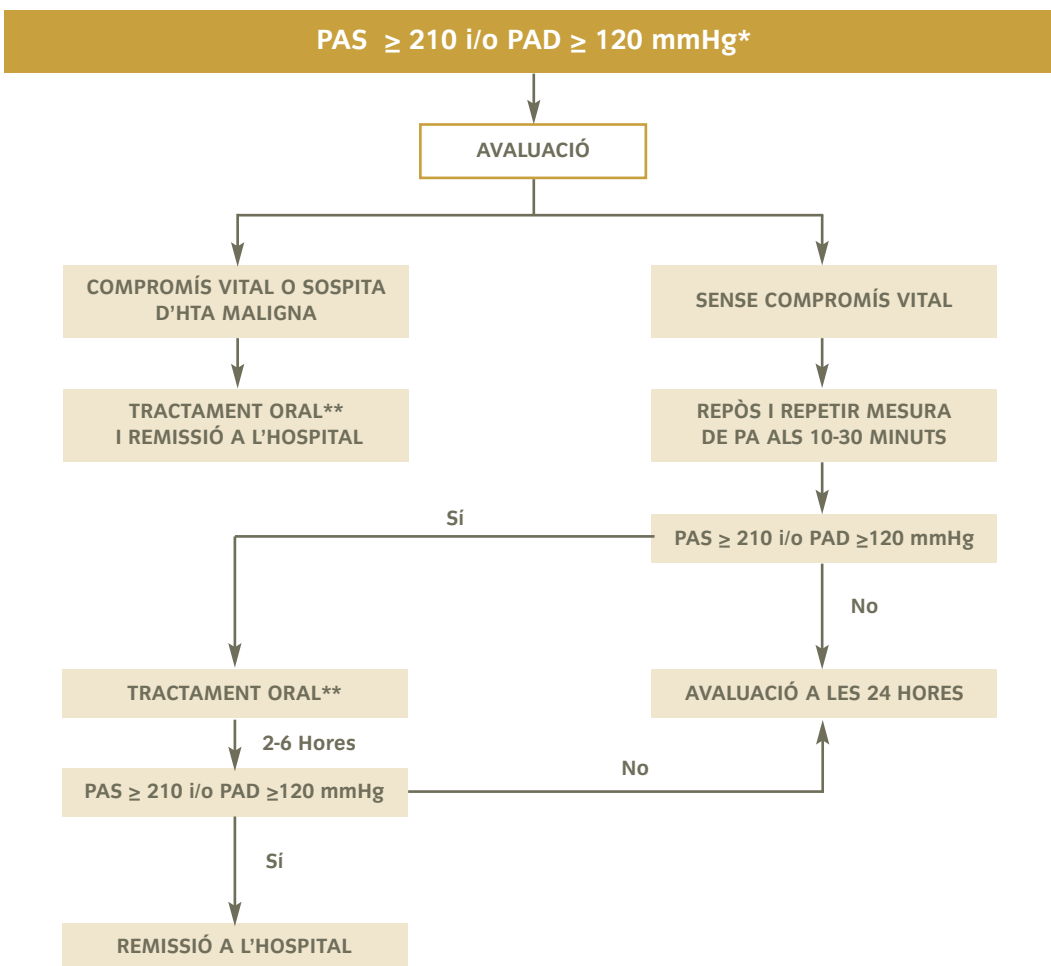 PAS ≥ 210 i/o PAD ≥ 120 mmHg*
AVALUACIÓ
COMPROMÍS VITAL O SOSPITA
D'HTA MALIGNA
SENSE COMPROMÍS VITAL
TRACTAMENT ORAL**
I REMISSIÓ A L'HOSPITAL
REPÒS I REPETIR MESURA
DE PA ALS 10-30 MINUTS
Sí
PAS ≥ 210 i/o PAD ≥120 mmHg
No
TRACTAMENT ORAL**
AVALUACIÓ A LES 24 HORES
2-6 Hores
No
PAS ≥ 210 i/o PAD ≥120 mmHg
Sí
REMISSIÓ A L'HOSPITAL